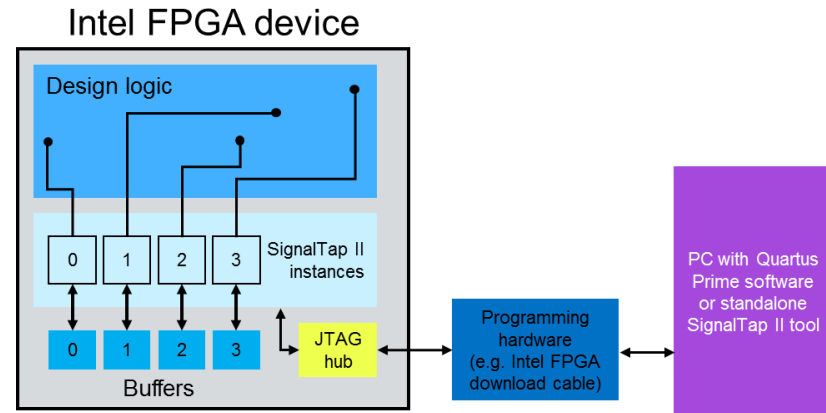 Intel FPGA device
Design logic
0
1
2
3
SignalTap II
instances
0
1
2
3
Buffers
JTAG
hub
Programming
hardware
(e.g. Intel FPGA
download cable)
PC with Quartus
Prime software
or standalone
SignalTap II tool